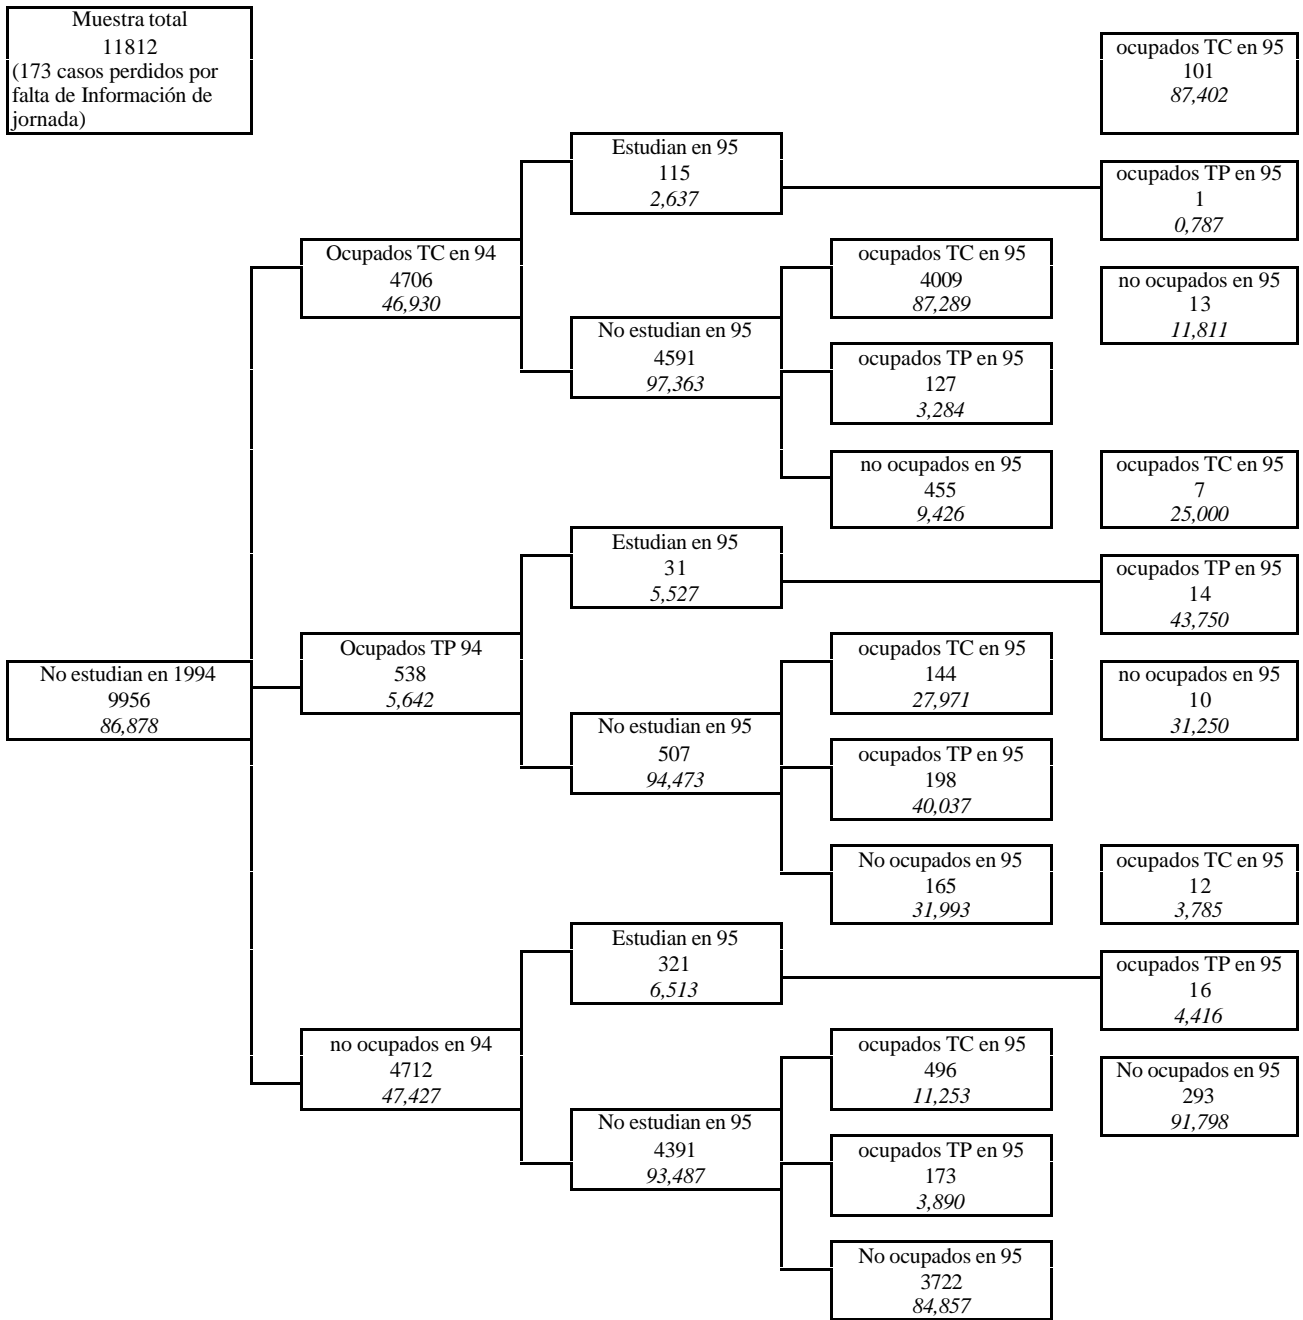 Muestra total
11812
(173 casos perdidos por
falta de Información de
jornada)
ocupados TC en 95
101
87,402
Estudian en 95
115
2,637
ocupados TP en 95
1
0,787
Ocupados TC en 94
4706
46,930
ocupados TC en 95
4009
87,289
no ocupados en 95
13
11,811
No estudian en 95
4591
97,363
ocupados TP en 95
127
3,284
no ocupados en 95
455
9,426
ocupados TC en 95
7
25,000
Estudian en 95
31
5,527
ocupados TP en 95
14
43,750
No estudian en 1994
9956
86,878
Ocupados TP 94
538
5,642
ocupados TC en 95
144
27,971
no ocupados en 95
10
31,250
No estudian en 95
507
94,473
ocupados TP en 95
198
40,037
No ocupados en 95
165
31,993
ocupados TC en 95
12
3,785
Estudian en 95
321
6,513
ocupados TP en 95
16
4,416
no ocupados en 94
4712
47,427
ocupados TC en 95
496
11,253
No ocupados en 95
293
91,798
No estudian en 95
4391
93,487
ocupados TP en 95
173
3,890
No ocupados en 95
3722
84,857